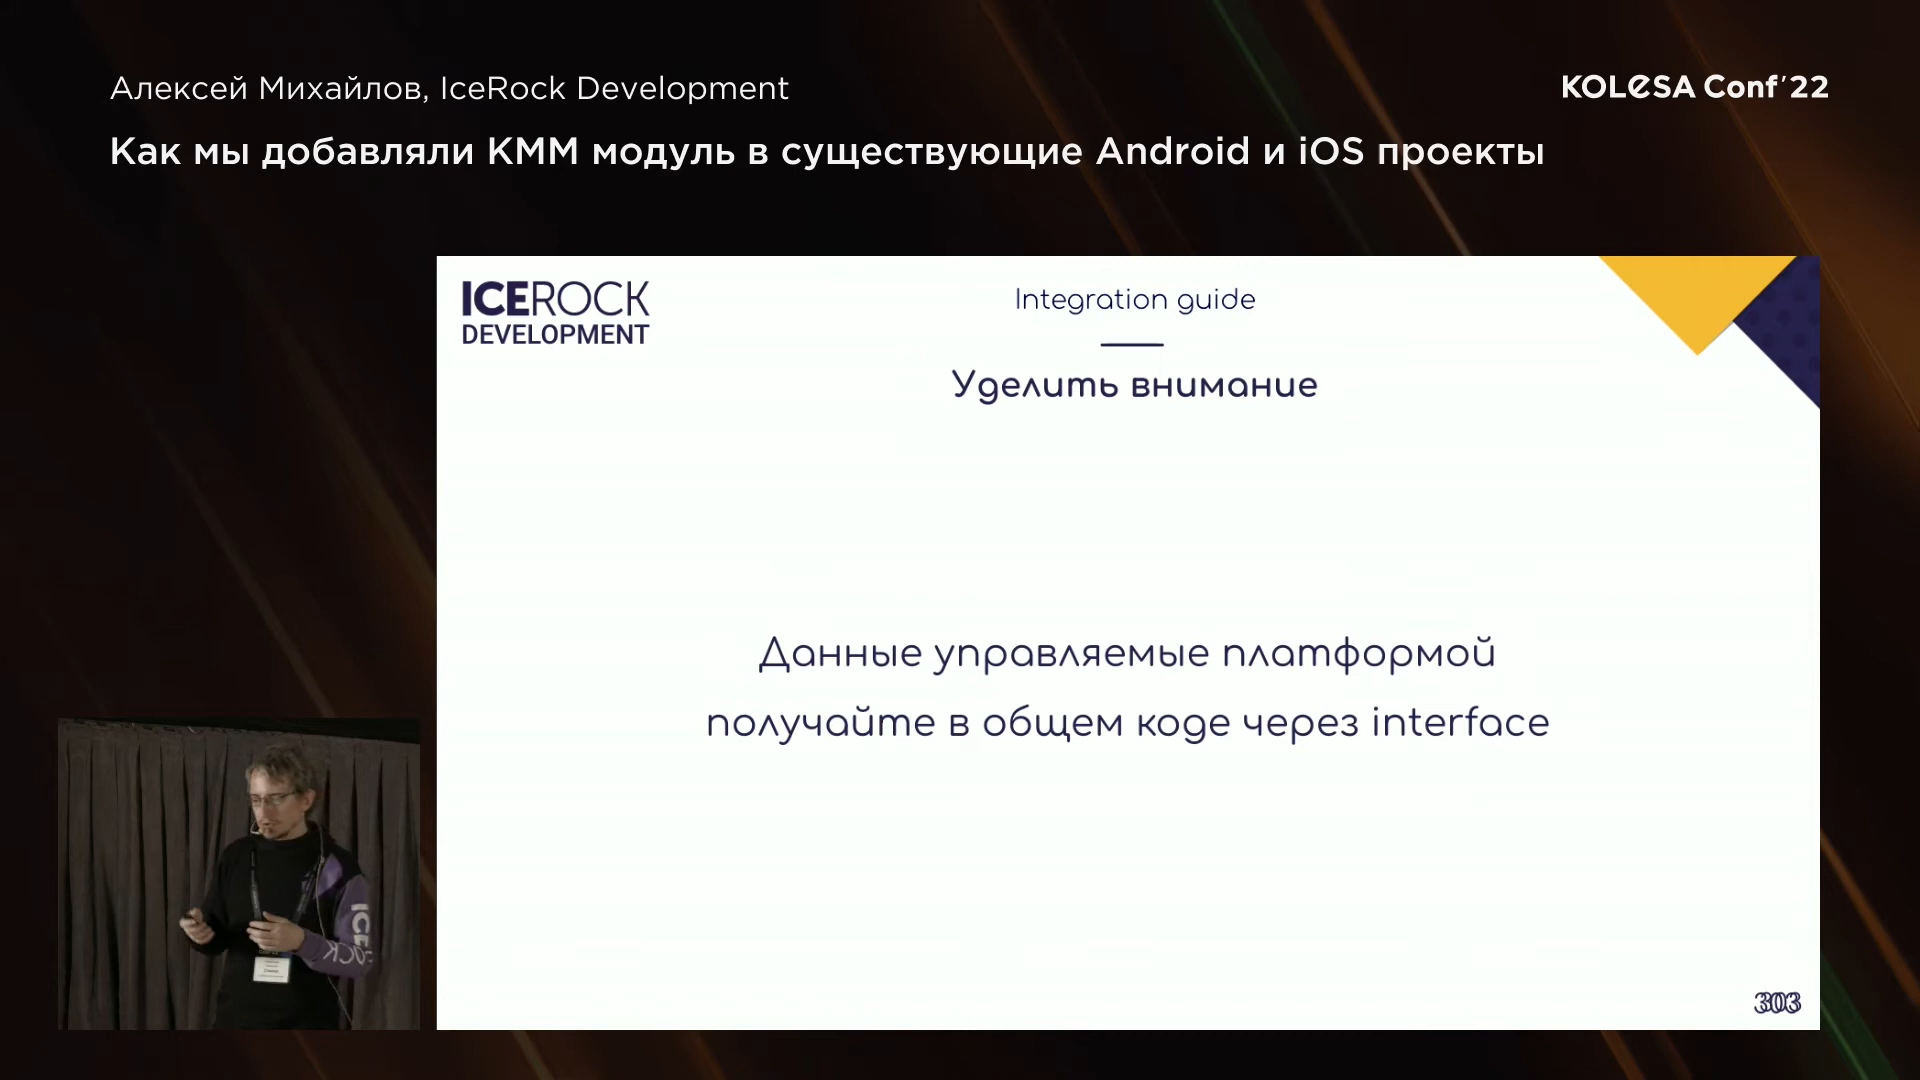 Алексей Михайлов, IceRock Development
KOLESA Conf'22
Как мы добавляли KMM модуль в существующие Android и iOS проекты
ICEROCK
DEVELOPMENT
Integration guide
Уделить внимание
Данные управляемые платформой
получайте в общем коде через interface
ICEROCK
303